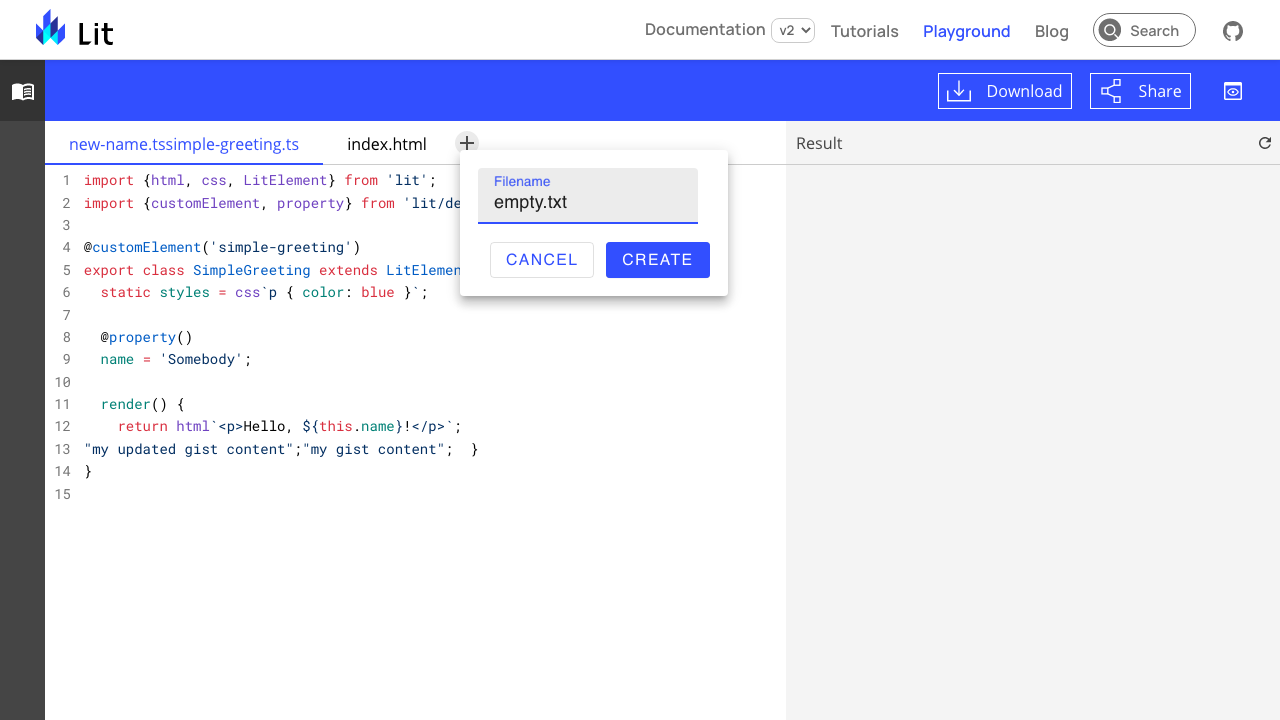 Lit
Documentation v2 Tutorials Playground Blog Search
Download Share
new-name.tssimple-greeting.ts index.html Result
Filename
empty.txt
CANCEL CREATE
1 import {html, css, LitElement} from 'lit';
2 import {customElement, property} from 'lit/de
3
4 @customElement('simple-greeting')
5 export class SimpleGreeting extends LitElemen
6 static styles = css`p { color: blue }`;
7
8 @property()
9 name = 'Somebody';
10
11 render() {
12 return html`<p>Hello, ${this.name}!</p>`;
13 "my updated gist content";"my gist content"; }
14 }
15